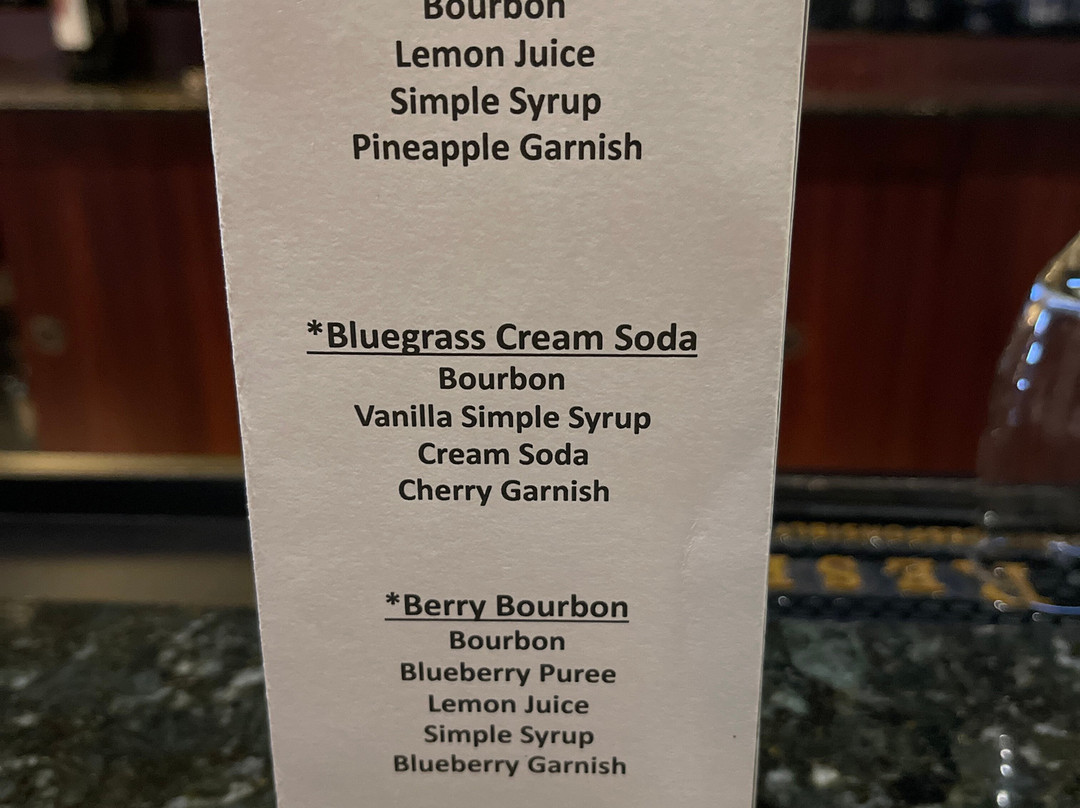 Bourbon
Lemon Juice
Simple Syrup
Pineapple Garnish
*Bluegrass Cream Soda
Bourbon
Vanilla Simple Syrup
Cream Soda
Cherry Garnish
*Berry Bourbon
Bourbon
Blueberry Puree
Lemon Juice
Simple Syrup
Blueberry Garnish